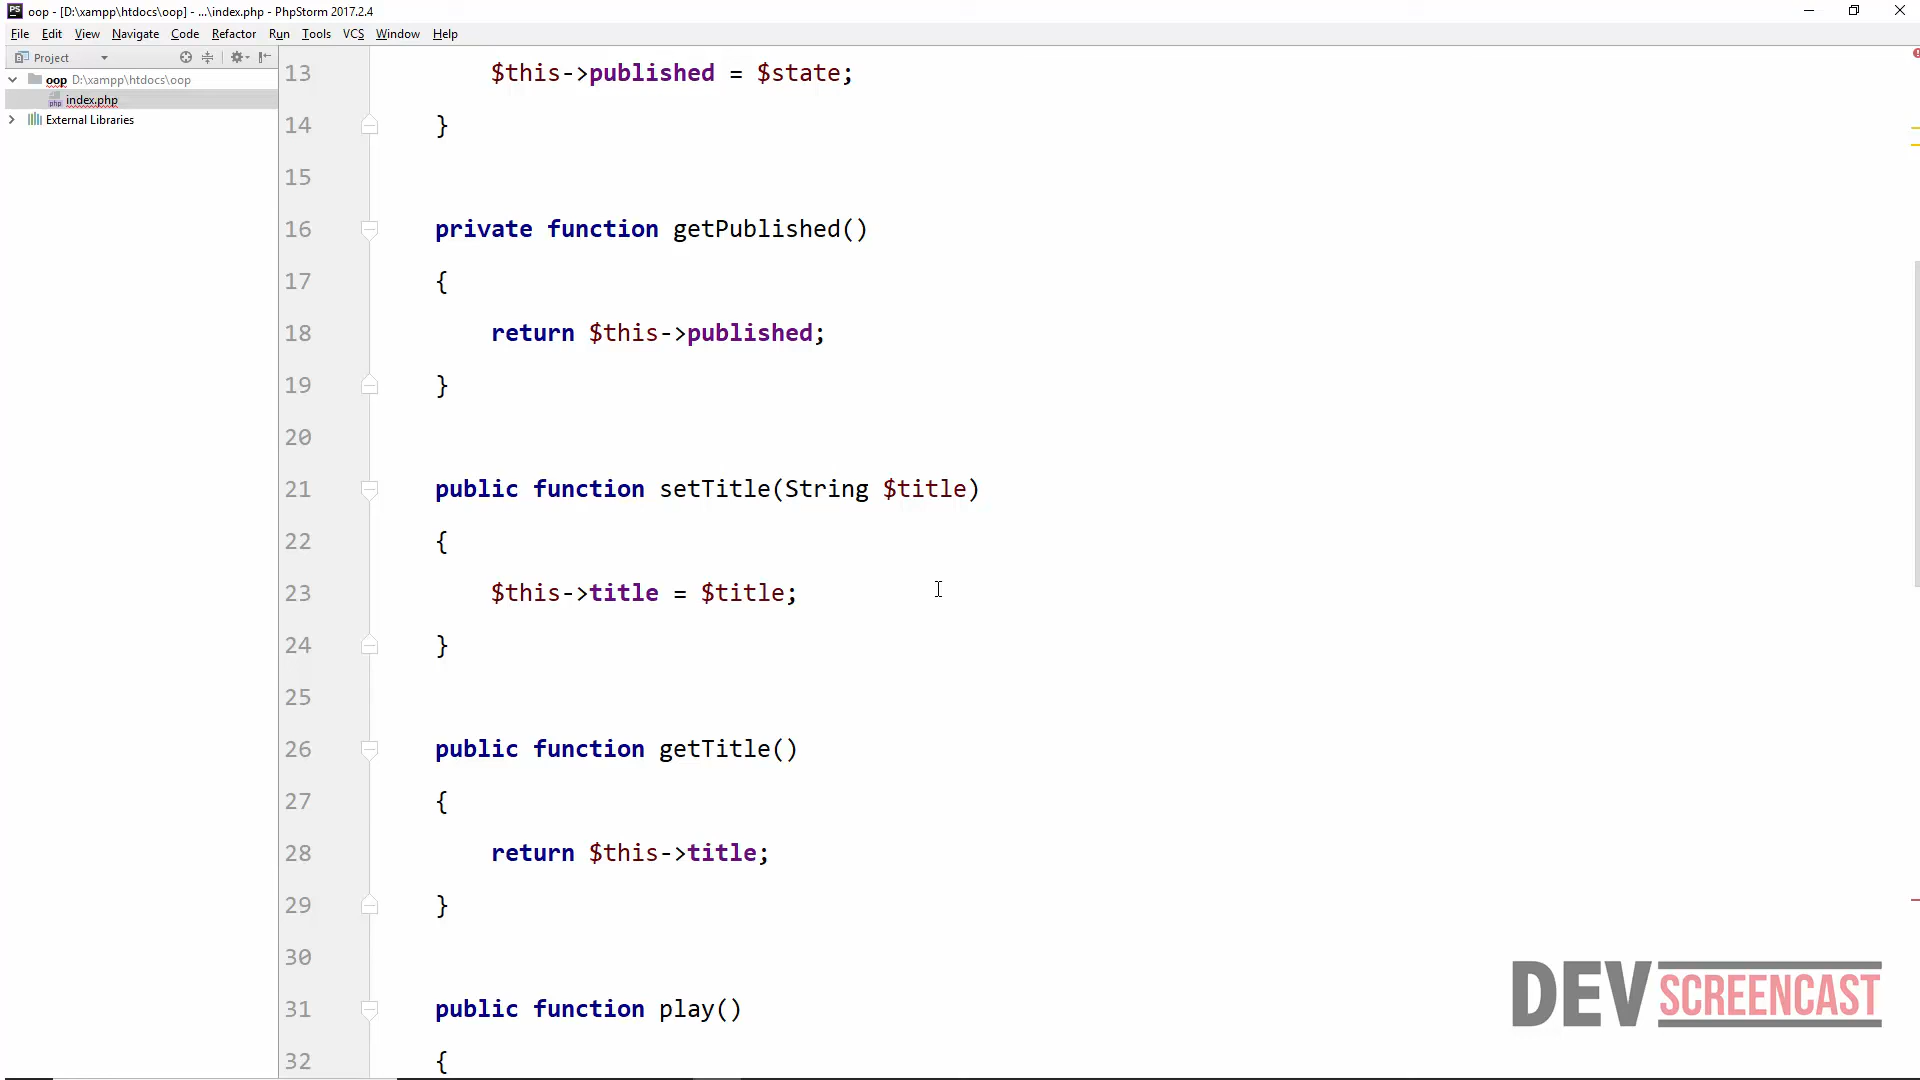 oop - [D:\xampp\htdocs\oop] - ...\index.php - PhpStorm 2017.2.4
File Edit View Navigate Code Refactor Run Tools VCS Window Help
Project
oop D:\xampp\htdocs\oop
index.php
External Libraries
13 $this->published = $state;
14 }
15
16 private function getPublished()
17 {
18 return $this->published;
19 }
20
21 public function setTitle(String $title)
22 {
23 $this->title = $title;
24 }
25
26 public function getTitle()
27 {
28 return $this->title;
29 }
30
31 public function play()
32 {
DEV SCREENCAST